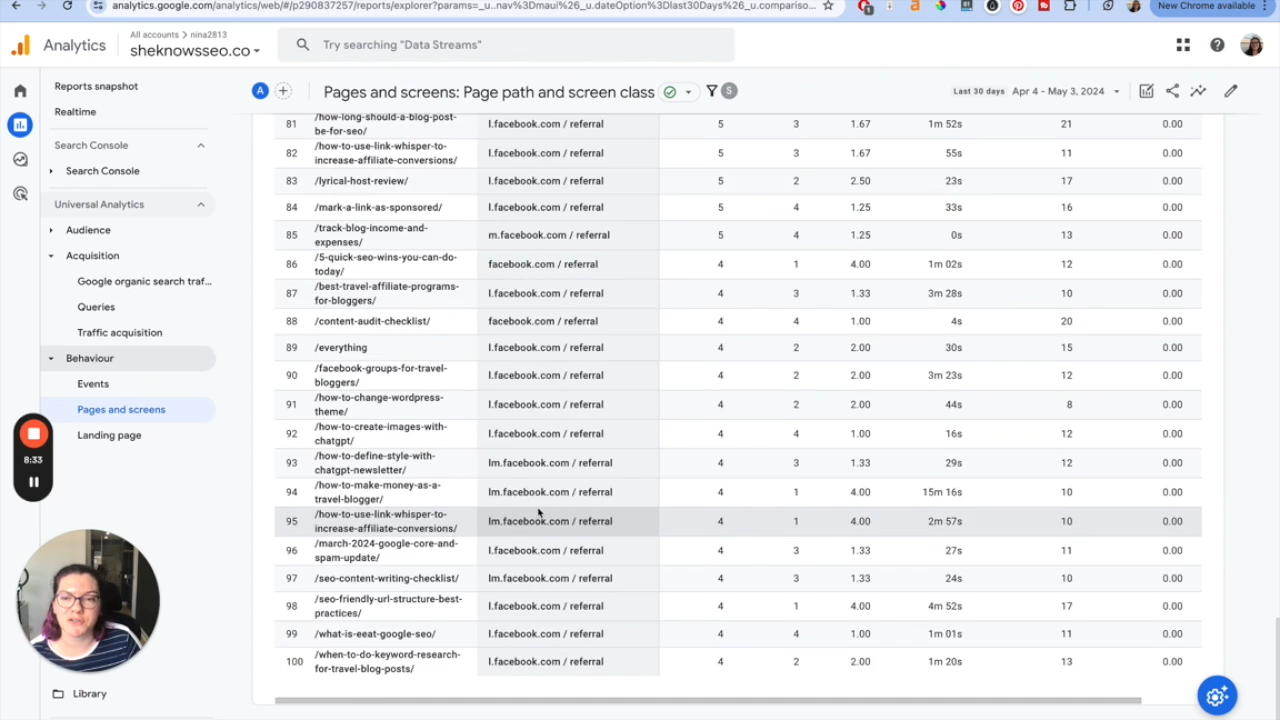 analytics.google.com/analytics/web/#/p290837257/reports/explorer?params=_u..nav%3Dmaui%26_u.dateOption%3Dlast30Days%26_u.compariso...
New Chrome available
Analytics
All accounts > nina2813
sheknowsseo.co
Try searching "Data Streams"
Reports snapshot
Realtime
Search Console
Search Console
Universal Analytics
Audience
Acquisition
Google organic search traf...
Queries
Traffic acquisition
Behaviour
Events
Pages and screens
Landing page
Library
8:33
A
Pages and screens: Page path and screen class
S
Last 30 days Apr 4 - May 3, 2024
81 /how-long-should-a-blog-post- l.facebook.com / referral 5 3 1.67 1m 52s 21 0.00
be-for-seo/
82 /how-to-use-link-whisper-to- l.facebook.com / referral 5 3 1.67 55s 11 0.00
increase-affiliate-conversions/
83 /lyrical-host-review/ l.facebook.com / referral 5 2 2.50 23s 17 0.00
84 /mark-a-link-as-sponsored/ l.facebook.com / referral 5 4 1.25 33s 16 0.00
85 /track-blog-income-and- m.facebook.com / referral 5 4 1.25 0s 13 0.00
expenses/
86 /5-quick-seo-wins-you-can-do- facebook.com / referral 4 1 4.00 1m 02s 12 0.00
today/
87 /best-travel-affiliate-programs- l.facebook.com / referral 4 3 1.33 3m 28s 10 0.00
for-bloggers/
88 /content-audit-checklist/ facebook.com / referral 4 4 1.00 4s 20 0.00
89 /everything l.facebook.com / referral 4 2 2.00 30s 15 0.00
90 /facebook-groups-for-travel- l.facebook.com / referral 4 2 2.00 3m 23s 12 0.00
bloggers/
91 /how-to-change-wordpress- l.facebook.com / referral 4 2 2.00 44s 8 0.00
theme/
92 /how-to-create-images-with- l.facebook.com / referral 4 4 1.00 16s 12 0.00
chatgpt/
93 /how-to-define-style-with- lm.facebook.com / referral 4 3 1.33 29s 12 0.00
chatgpt-newsletter/
94 /how-to-make-money-as-a- lm.facebook.com / referral 4 1 4.00 15m 16s 10 0.00
travel-blogger/
95 /how-to-use-link-whisper-to- lm.facebook.com / referral 4 1 4.00 2m 57s 10 0.00
increase-affiliate-conversions/
96 /march-2024-google-core-and- l.facebook.com / referral 4 3 1.33 27s 11 0.00
spam-update/
97 /seo-content-writing-checklist/ lm.facebook.com / referral 4 3 1.33 24s 10 0.00
98 /seo-friendly-url-structure-best- l.facebook.com / referral 4 1 4.00 4m 52s 17 0.00
practices/
99 /what-is-eeat-google-seo/ l.facebook.com / referral 4 4 1.00 1m 01s 11 0.00
100 /when-to-do-keyword-research- l.facebook.com / referral 4 2 2.00 1m 20s 13 0.00
for-travel-blog-posts/